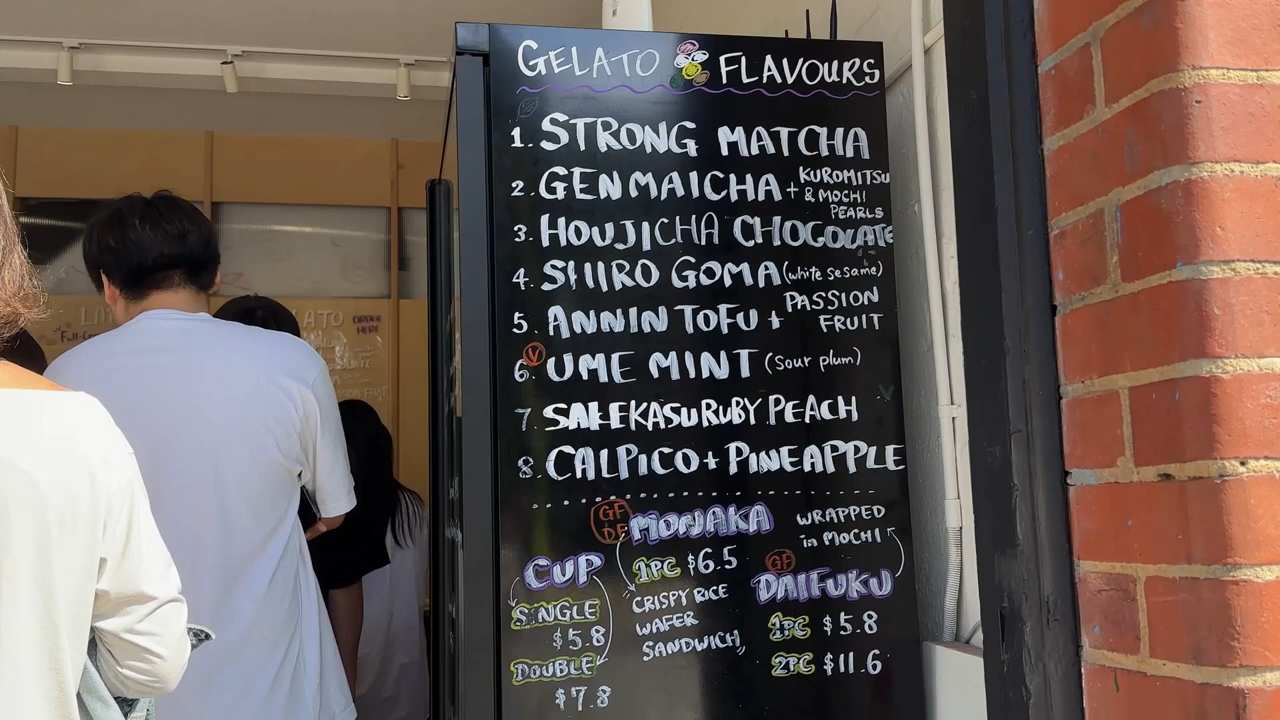 GELATO FLAVOURS
1. STRONG MATCHA
2. GENMAICHA + KUROMITSU
& MOCHI
PEARLS
3. HOUJICHA CHOCOLATE
4. SHIRO GOMA (white sesame)
5. ANNIN TOFU + PASSION
FRUIT
V
6. UME MINT (Sour plum)
7. SAKEKASU RUBY PEACH
8. CALPICO + PINEAPPLE
GF
DF
MONAKA
1PC $6.5
CRISPY RICE
WAFER
SANDWICH
WRAPPED
in MOCHI
CUP
SINGLE
$5.8
DOUBLE
$7.8
GF
DAIFUKU
1PC $5.8
2PC $11.6
ORDER
HERE